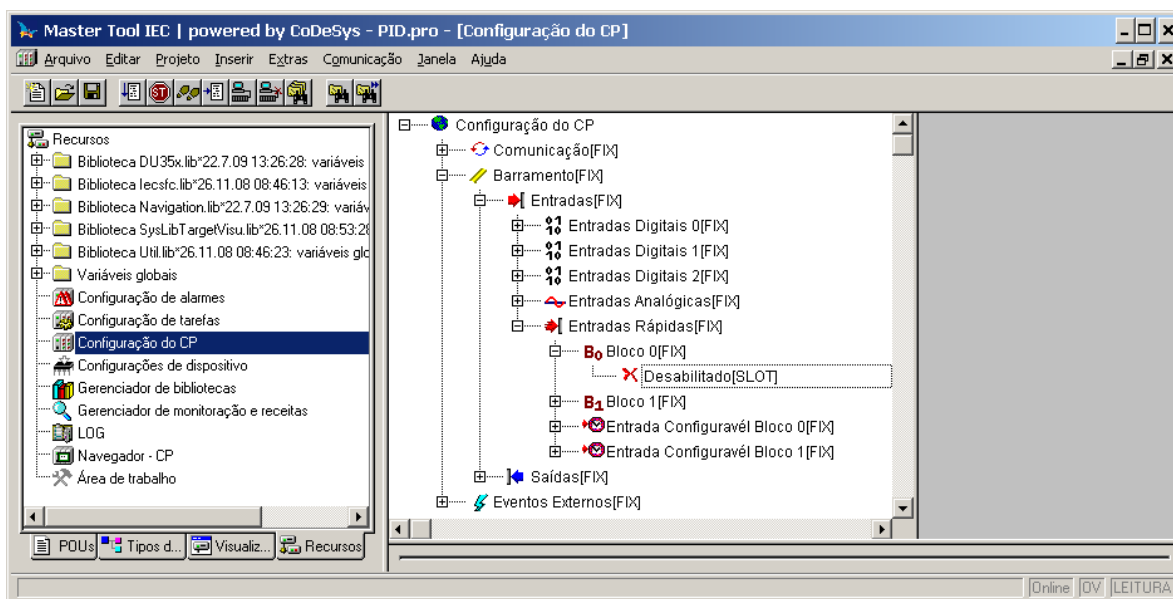 Master Tool IEC | powered by CoDeSys - PID.pro - [Configuração do CP]
Arquivo Editar Projeto Inserir Extras Comunicação Janela Ajuda
Recursos
Biblioteca DU35x.lib*22.7.09 13:26:28: variáveis
Biblioteca Iecsfc.lib*26.11.08 08:46:13: variáveis
Biblioteca Navigation.lib*22.7.09 13:26:29: variáv
Biblioteca SysLibTargetVisu.lib*26.11.08 08:53:28
Biblioteca Util.lib*26.11.08 08:46:23: variáveis glo
Variáveis globais
Configuração de alarmes
Configuração de tarefas
Configuração do CP
Configurações de dispositivo
Gerenciador de bibliotecas
Gerenciador de monitoração e receitas
LOG
Navegador - CP
Área de trabalho
POUs Tipos d... Visualiz... Recursos
Configuração do CP
Comunicação[FIX]
Barramento[FIX]
Entradas[FIX]
Entradas Digitais 0[FIX]
Entradas Digitais 1[FIX]
Entradas Digitais 2[FIX]
Entradas Analógicas[FIX]
Entradas Rápidas[FIX]
B0 Bloco 0[FIX]
Desabilitado[SLOT]
B1 Bloco 1[FIX]
Entrada Configuravél Bloco 0[FIX]
Entrada Configuravél Bloco 1[FIX]
Saídas[FIX]
Eventos Externos[FIX]
Online OV LEITURA